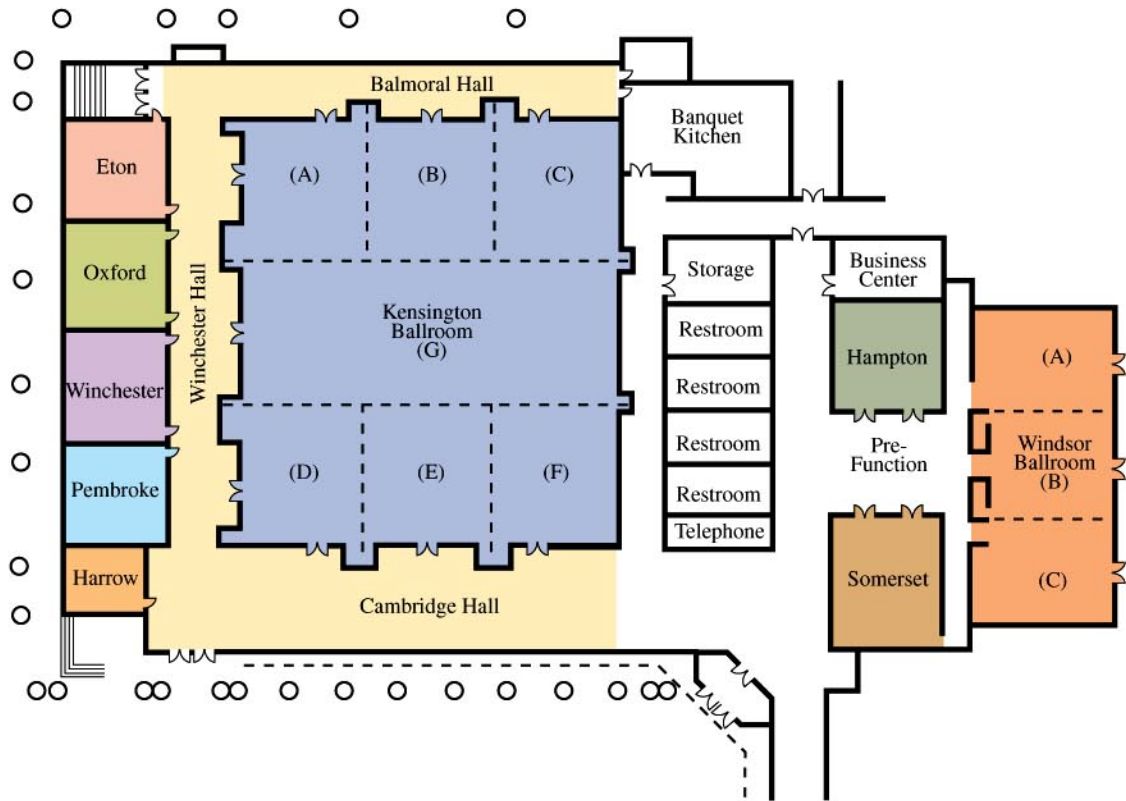 Balmoral Hall
Banquet
Kitchen
Eton
(A)
(B)
(C)
Oxford
Winchester Hall
Storage
Business
Center
Kensington
Ballroom
(G)
Restroom
Hampton
(A)
Winchester
Restroom
Restroom
Pre-
Function
Windsor
Ballroom
(B)
Pembroke
(D)
(E)
(F)
Restroom
Telephone
Harrow
Somerset
(C)
Cambridge Hall